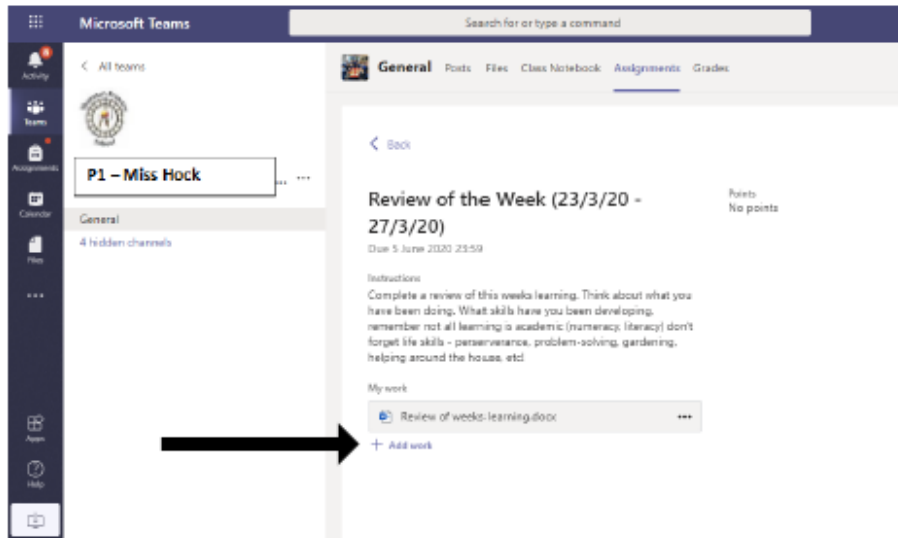 Microsoft Teams
Search for or type a command
8
Activity
Teams
Assignments
Calendar
Files
Apps
Help
< All teams
P1 – Miss Hock
... ...
General
4 hidden channels
General Posts Files Class Notebook Assignments Grades
< Back
Review of the Week (23/3/20 -
27/3/20)
Due 5 June 2020 23:59
Points
No points
Instructions
Complete a review of this weeks learning. Think about what you
have been doing. What skills have you been developing,
remember not all learning is academic (numeracy, literacy) don't
forget life skills - perserverance, problem-solving, gardening,
helping around the house, etc!
My work
Review of weeks-learning.docx ...
+ Add work